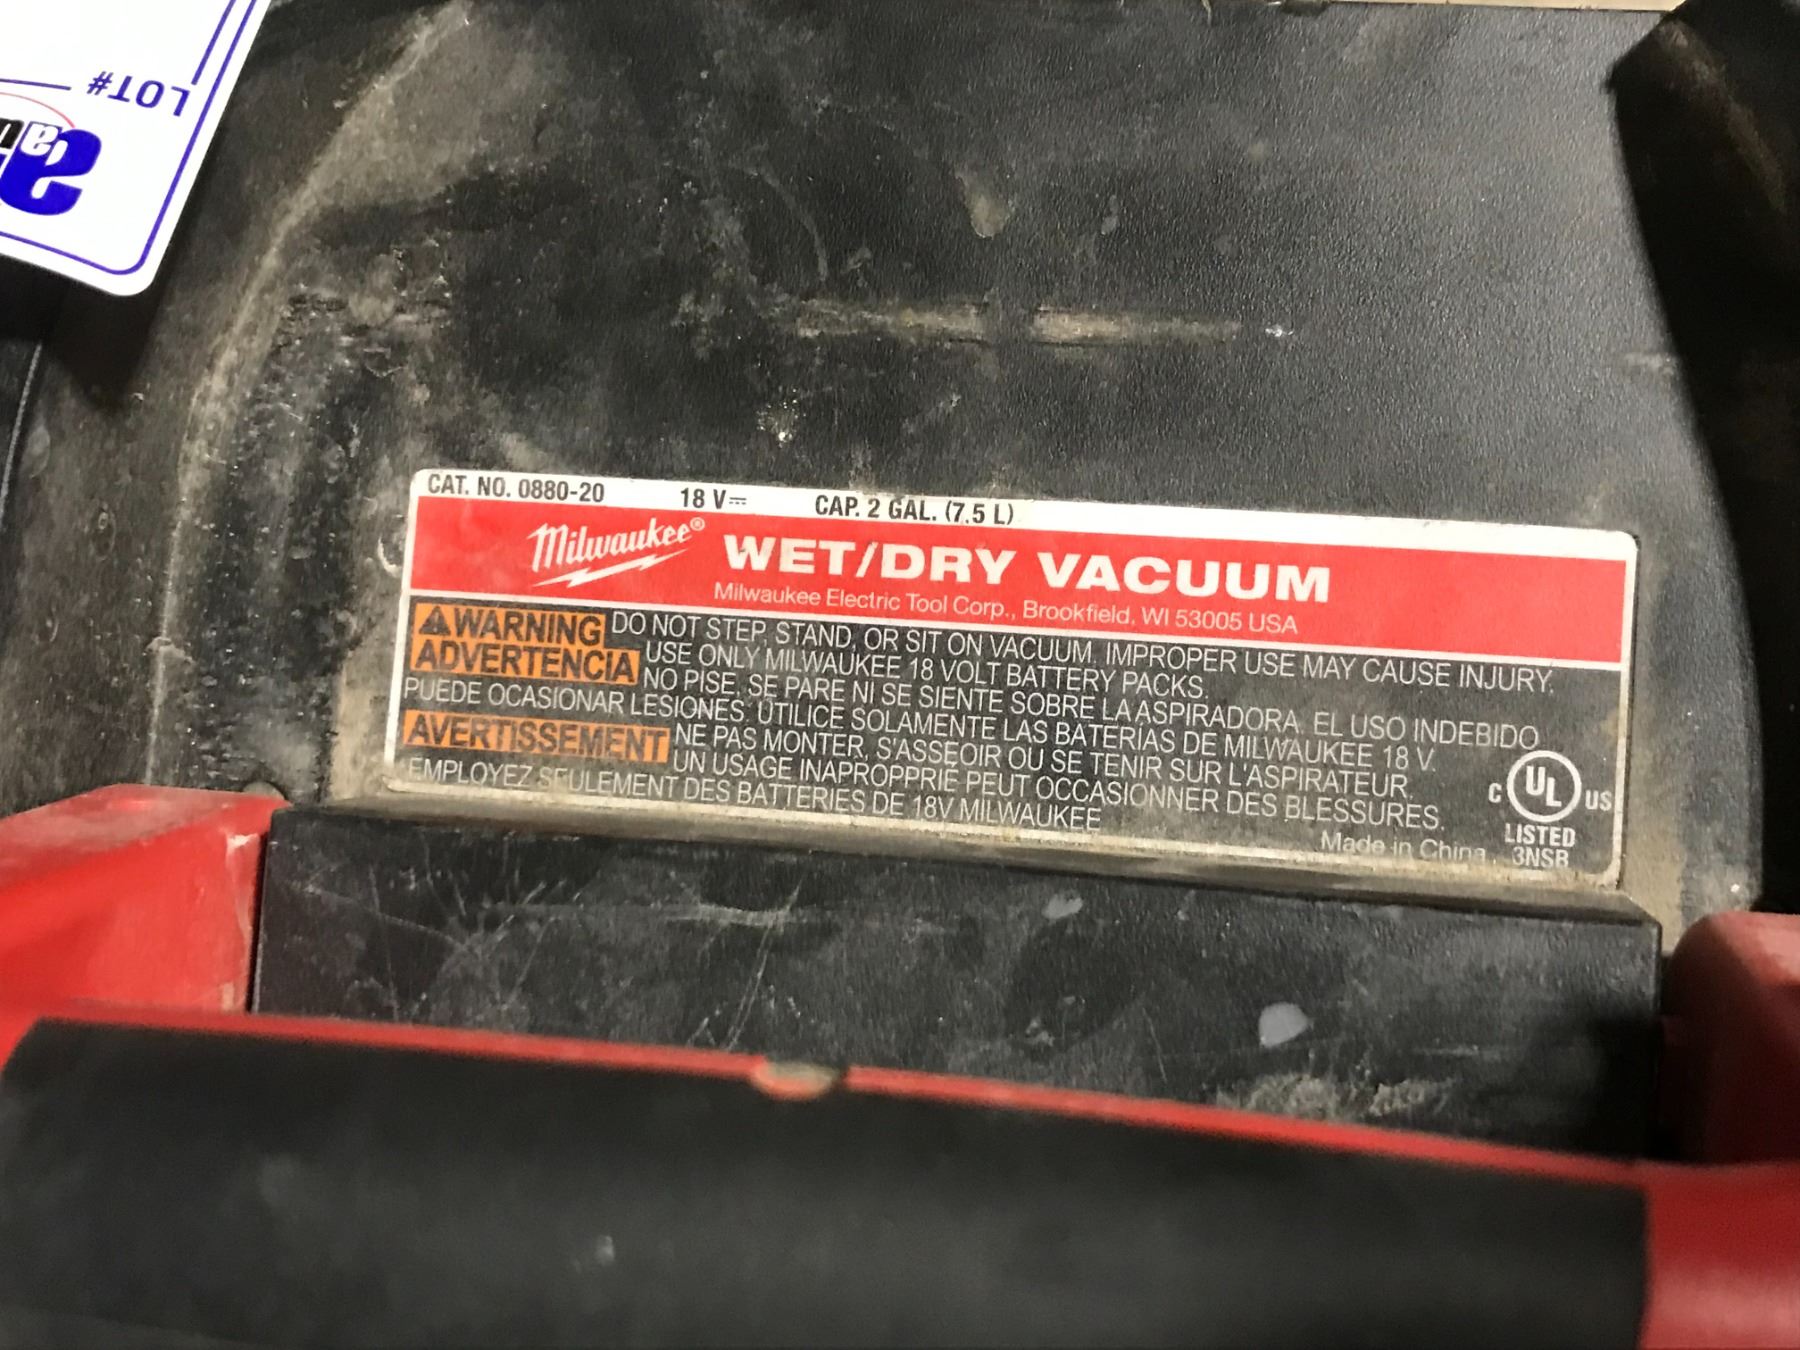 LOT#
CAT. NO. 0880-20 18 V⎓ CAP. 2 GAL. (7.5 L)
Milwaukee® WET/DRY VACUUM
Milwaukee Electric Tool Corp., Brookfield, WI 53005 USA
⚠WARNING DO NOT STEP, STAND, OR SIT ON VACUUM. IMPROPER USE MAY CAUSE INJURY.
USE ONLY MILWAUKEE 18 VOLT BATTERY PACKS.
ADVERTENCIA NO PISE, SE PARE NI SE SIENTE SOBRE LA ASPIRADORA. EL USO INDEBIDO
PUEDE OCASIONAR LESIONES. UTILICE SOLAMENTE LAS BATERÍAS DE MILWAUKEE 18 V.
AVERTISSEMENT NE PAS MONTER, S'ASSEOIR OU SE TENIR SUR L'ASPIRATEUR.
UN USAGE INAPROPPRIÉ PEUT OCCASIONNER DES BLESSURES.
EMPLOYEZ SEULEMENT DES BATTERIES DE 18V MILWAUKEE
C UL US
LISTED
Made in China 3NSB